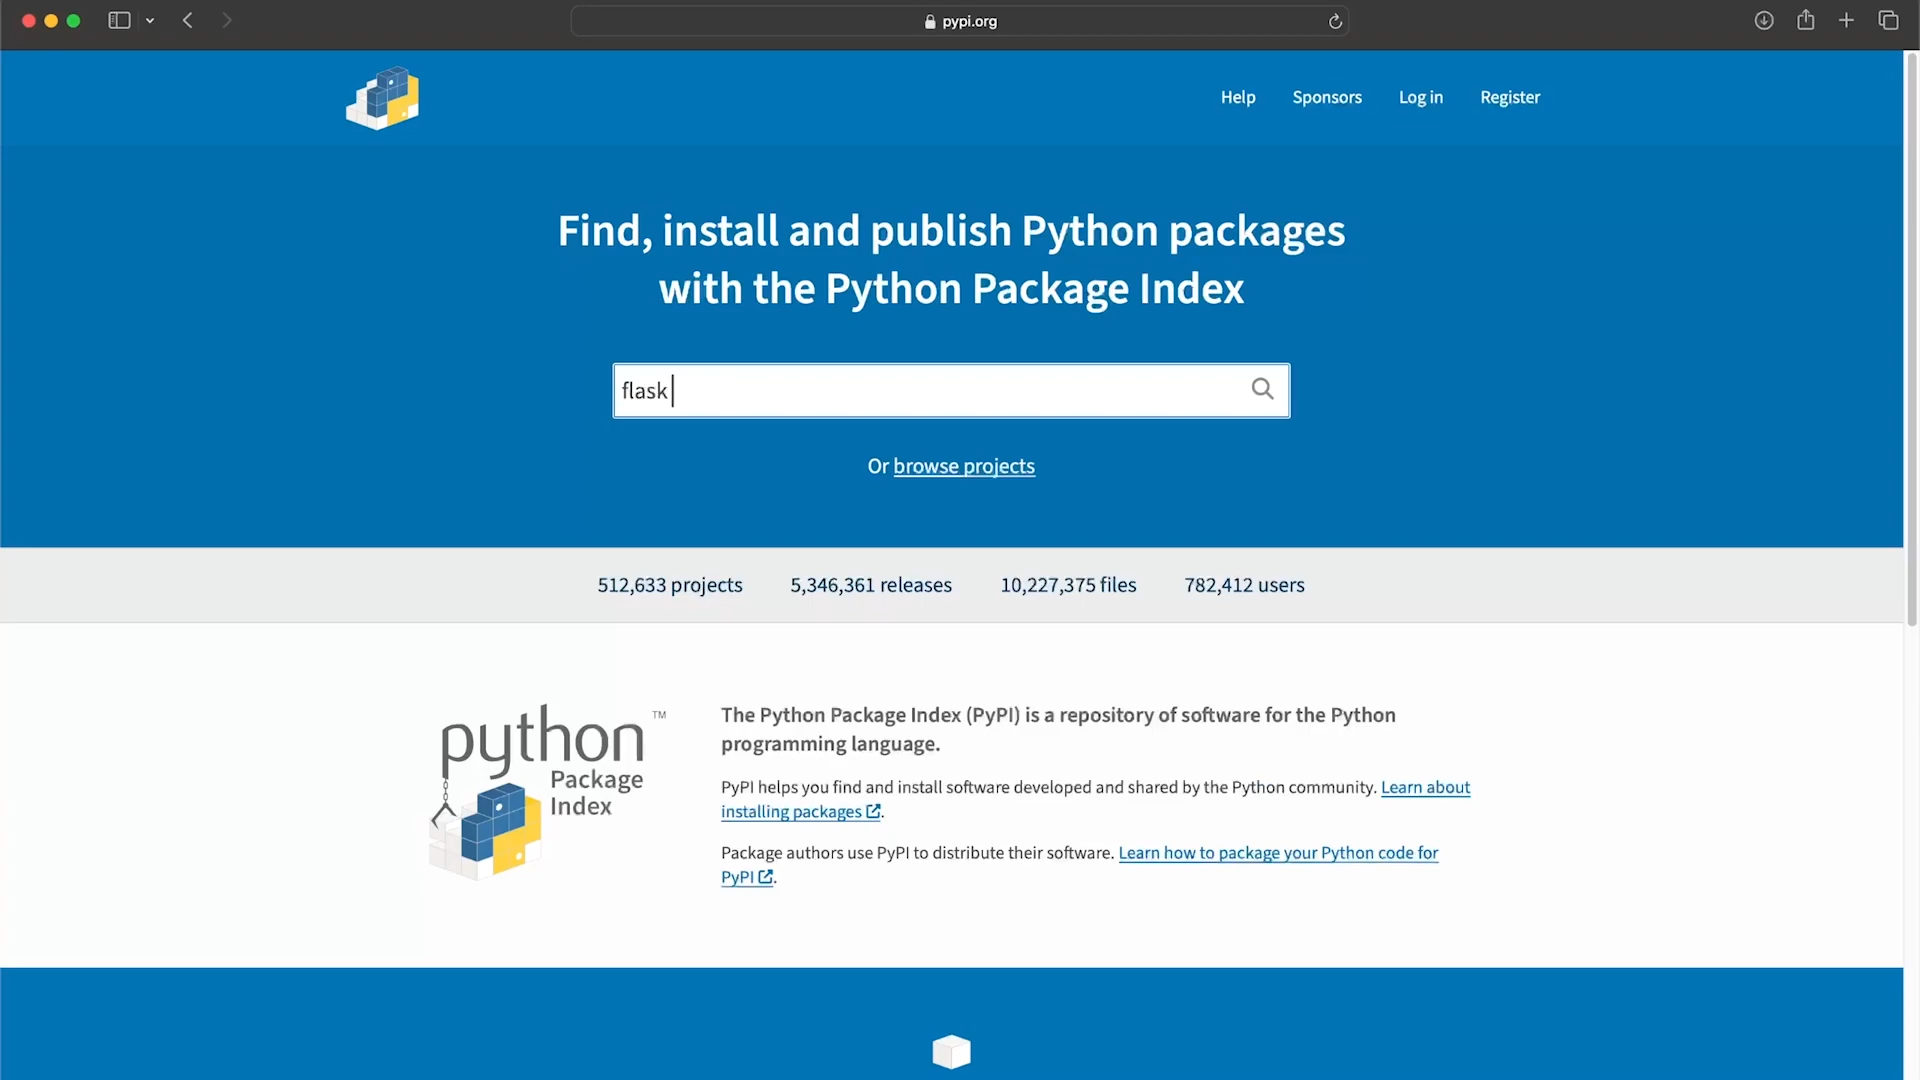 pypi.org
Help Sponsors Log in Register
Find, install and publish Python packages
with the Python Package Index
flask
Or browse projects
512,633 projects 5,346,361 releases 10,227,375 files 782,412 users
python™
Package
Index
The Python Package Index (PyPI) is a repository of software for the Python
programming language.
PyPI helps you find and install software developed and shared by the Python community. Learn about
installing packages.
Package authors use PyPI to distribute their software. Learn how to package your Python code for
PyPI.